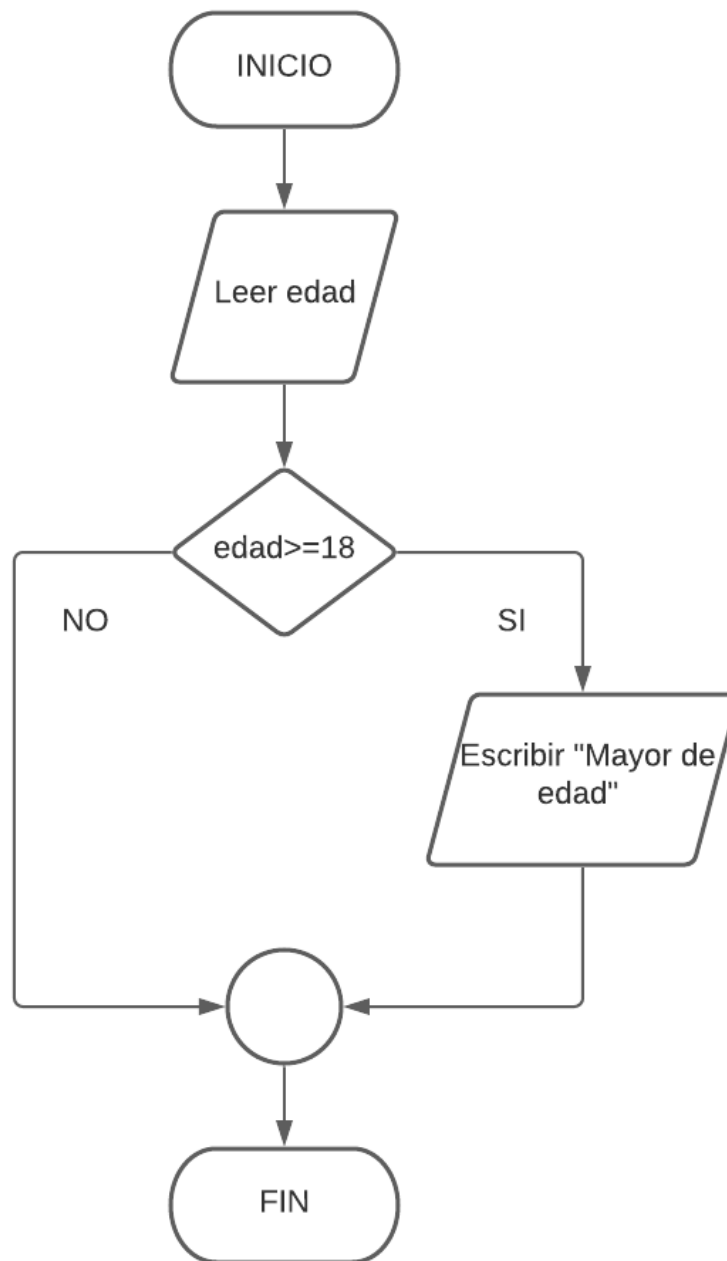 INICIO
Leer edad
edad>=18
NO
SI
Escribir "Mayor de
edad"
FIN